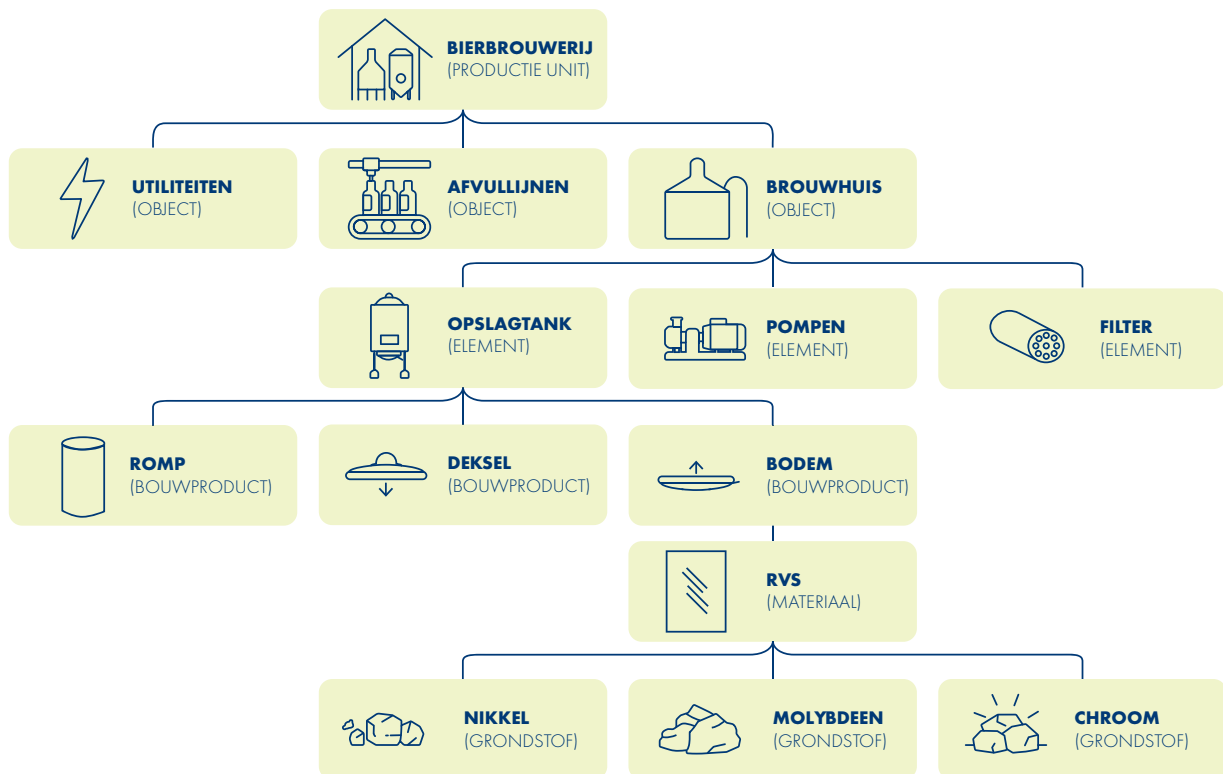 BIERBROUWERIJ
(PRODUCTIE UNIT)
UTILITEITEN
(OBJECT)
AFVULLIJNEN
(OBJECT)
BROUWHUIS
(OBJECT)
OPSLAGTANK
(ELEMENT)
POMPEN
(ELEMENT)
FILTER
(ELEMENT)
ROMP
(BOUWPRODUCT)
DEKSEL
(BOUWPRODUCT)
BODEM
(BOUWPRODUCT)
RVS
(MATERIAAL)
NIKKEL
(GRONDSTOF)
MOLYBDEEN
(GRONDSTOF)
CHROOM
(GRONDSTOF)